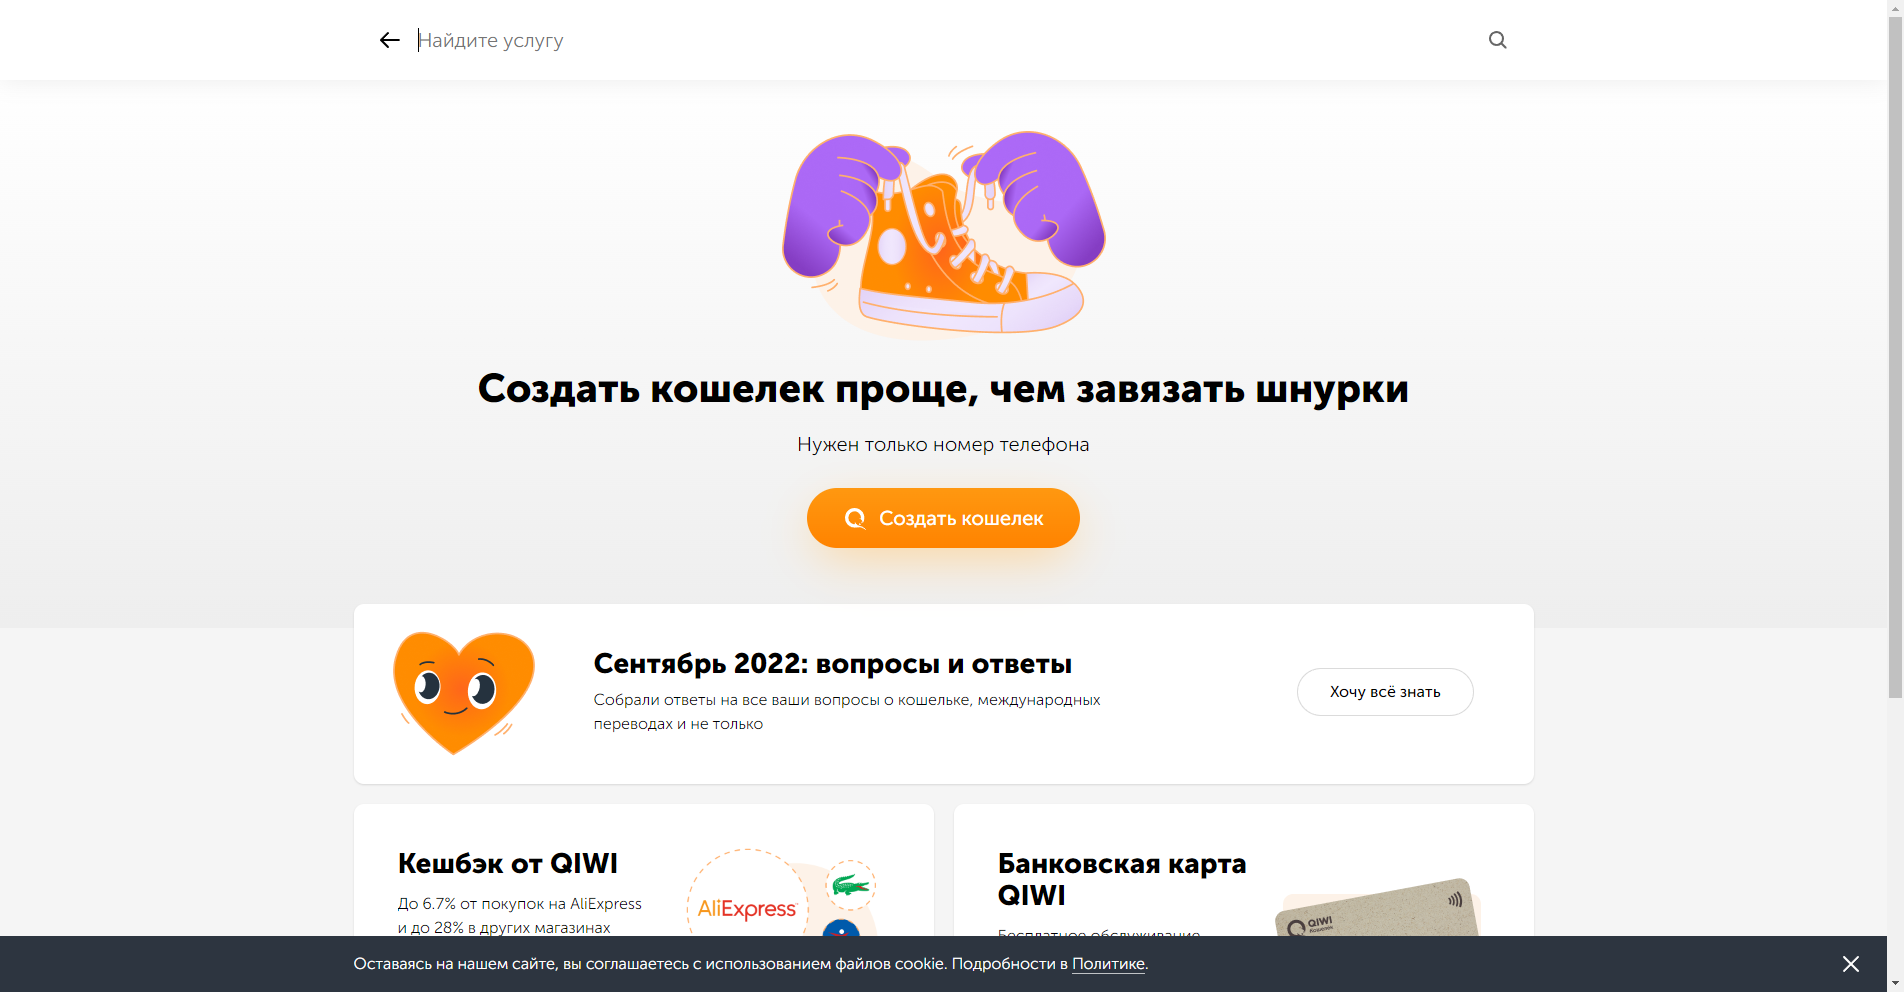 Найдите услугу
Создать кошелек проще, чем завязать шнурки
Нужен только номер телефона
Создать кошелек
Сентябрь 2022: вопросы и ответы
Собрали ответы на все ваши вопросы о кошельке, международных
переводах и не только
Хочу всё знать
Кешбэк от QIWI
До 6.7% от покупок на AliExpress
и до 28% в других магазинах
AliExpress
Банковская карта
QIWI
Бесплатное обслуживание
QIWI
Кошелек
Оставаясь на нашем сайте, вы соглашаетесь с использованием файлов cookie. Подробности в Политике.